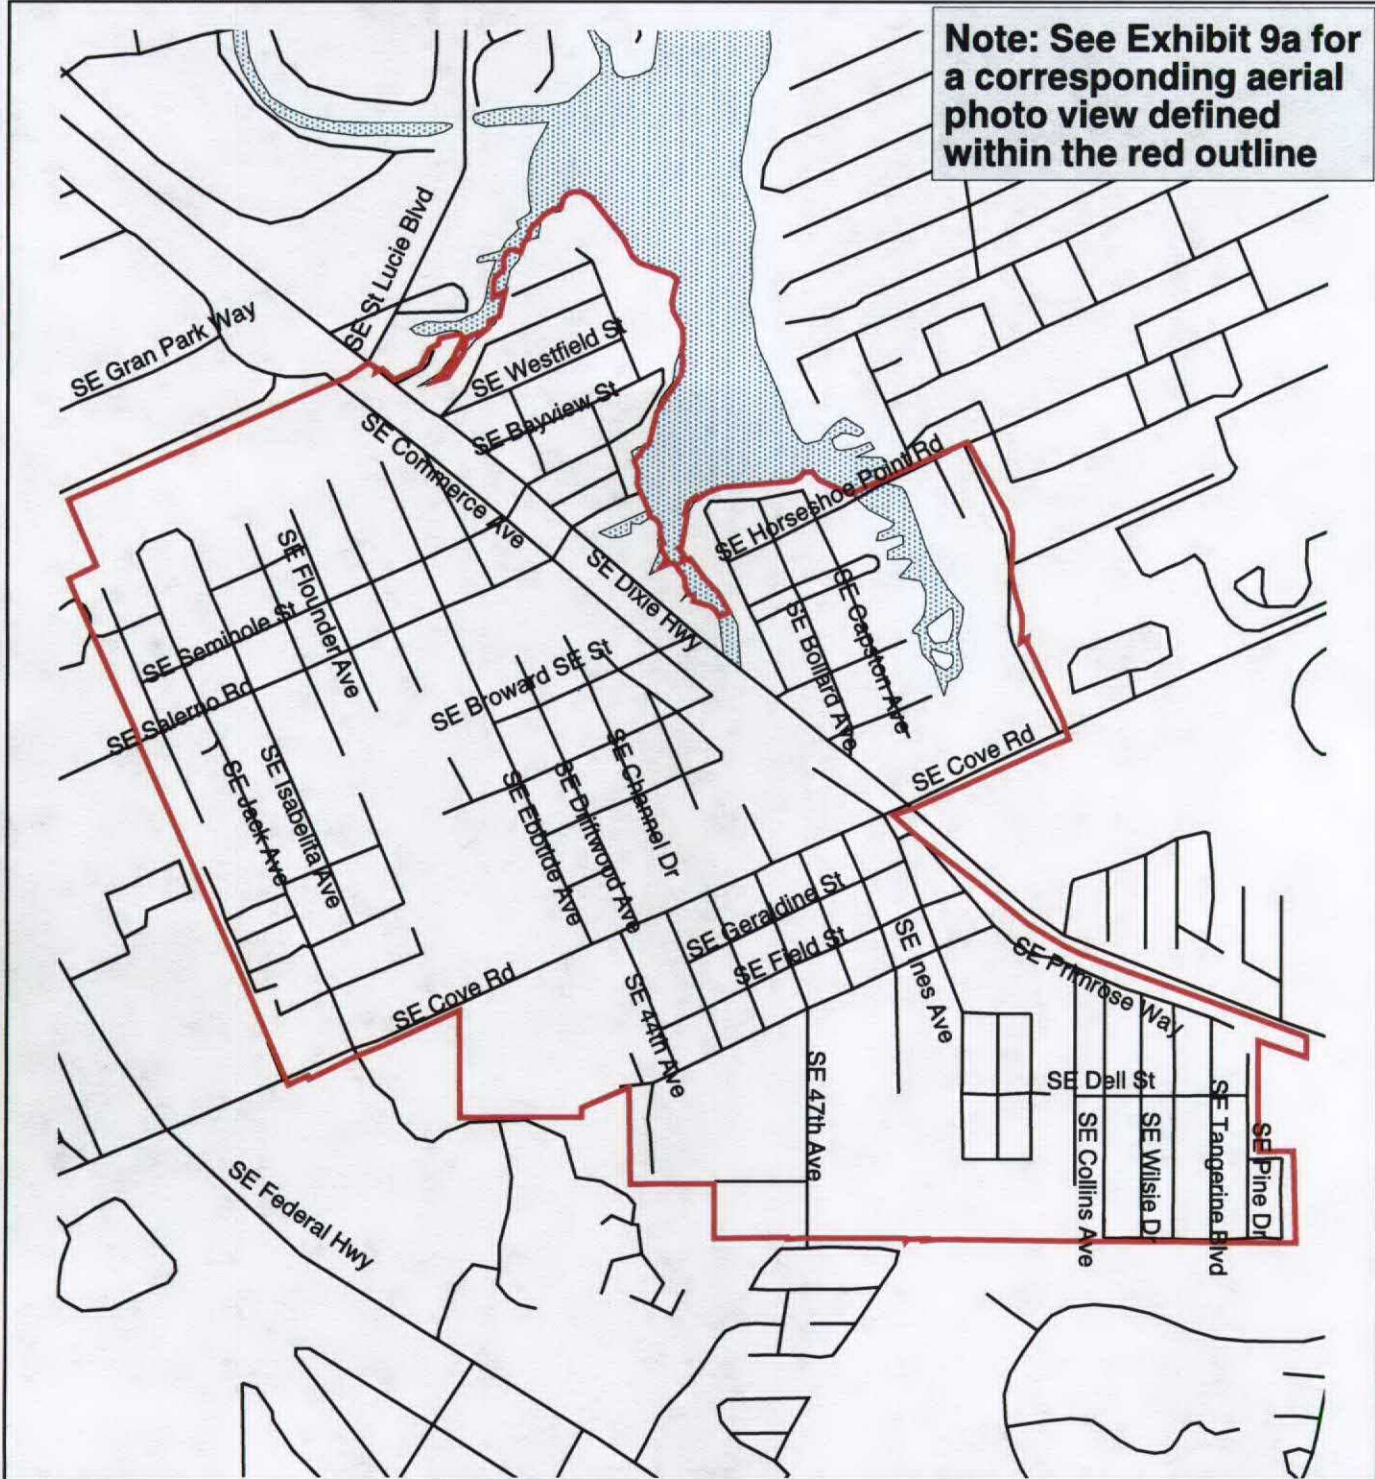 Note: See Exhibit 9a for
a corresponding aerial
photo view defined
within the red outline
SE St Lucie Blvd
SE Gran Park Way
SE Westfield St
SE Bayview St
SE Commerce Ave
SE Horseshoe Point Rd
SE Flounder Ave
SE Dixie Hwy
SE Capston Ave
SE Bollard Ave
SE Seminole St
SE Salerno Rd
SE Broward SE St
SE Cove Rd
SE Isabelita Ave
SE Jack Ave
SE Channel Dr
SE Driftwood Ave
SE Ebbtide Ave
SE Geraldine St
SE Field St
SE nes Ave
SE Primrose Way
SE Cove Rd
SE 44th Ave
SE 47th Ave
SE Dell St
SE Collins Ave
SE Wilsie Dr
SE Tangerine Blvd
SE Pine Dr
SE Federal Hwy